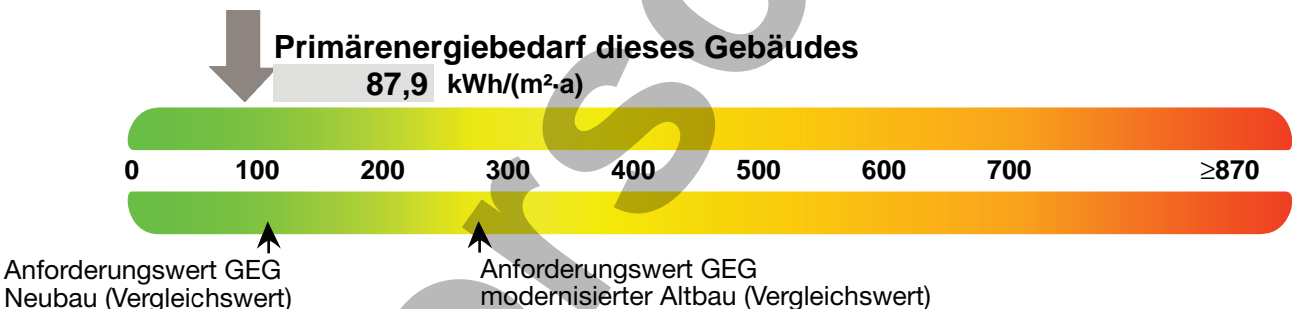 Primärenergiebedarf dieses Gebäudes
87,9 kWh/(m²·a)
0 100 200 300 400 500 600 700 ≥870
Anforderungswert GEG
Neubau (Vergleichswert)
Anforderungswert GEG
modernisierter Altbau (Vergleichswert)